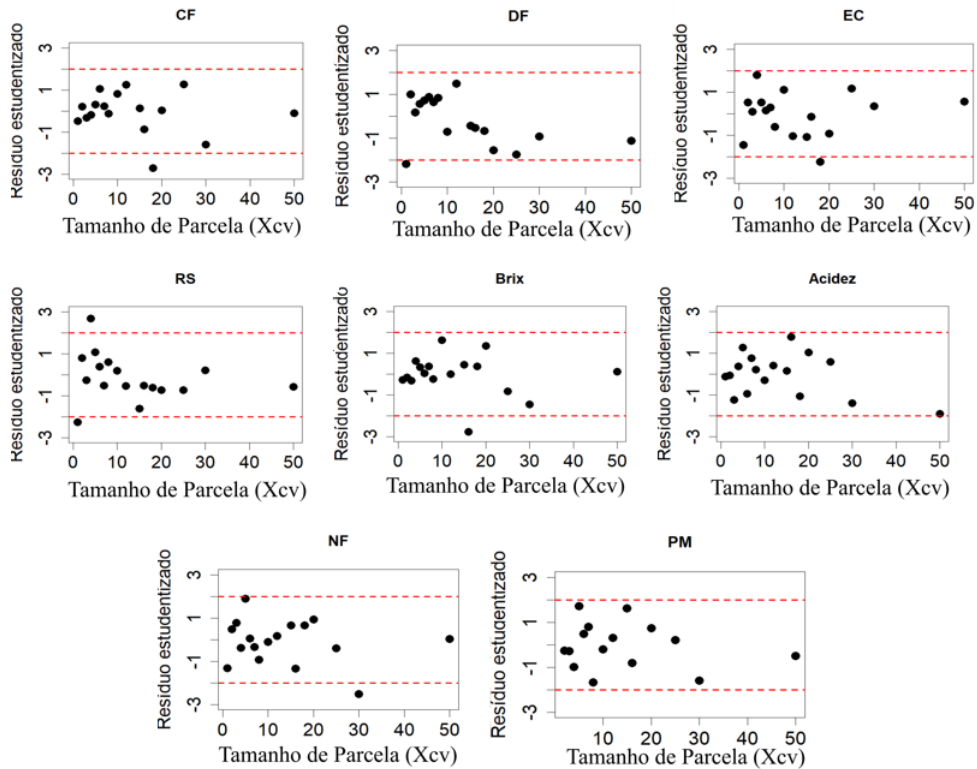 CF
Resíduo estudentizado
3
1
-1
-3
0 10 20 30 40 50
Tamanho de Parcela (Xcv)
DF
Resíduo estudentizado
3
1
-1
-3
0 10 20 30 40 50
Tamanho de Parcela (Xcv)
EC
Resíduo estudentizado
3
1
-1
-3
0 10 20 30 40 50
Tamanho de Parcela (Xcv)
RS
Resíduo estudentizado
3
1
-1
-3
0 10 20 30 40 50
Tamanho de Parcela (Xcv)
Brix
Resíduo estudentizado
3
1
-1
-3
0 10 20 30 40 50
Tamanho de Parcela (Xcv)
Acidez
Resíduo estudentizado
3
1
-1
-3
0 10 20 30 40 50
Tamanho de Parcela (Xcv)
NF
Resíduo estudentizado
3
1
-1
-3
0 10 20 30 40 50
Tamanho de Parcela (Xcv)
PM
Resíduo estudentizado
3
1
-1
-3
10 20 30 40 50
Tamanho de Parcela (Xcv)